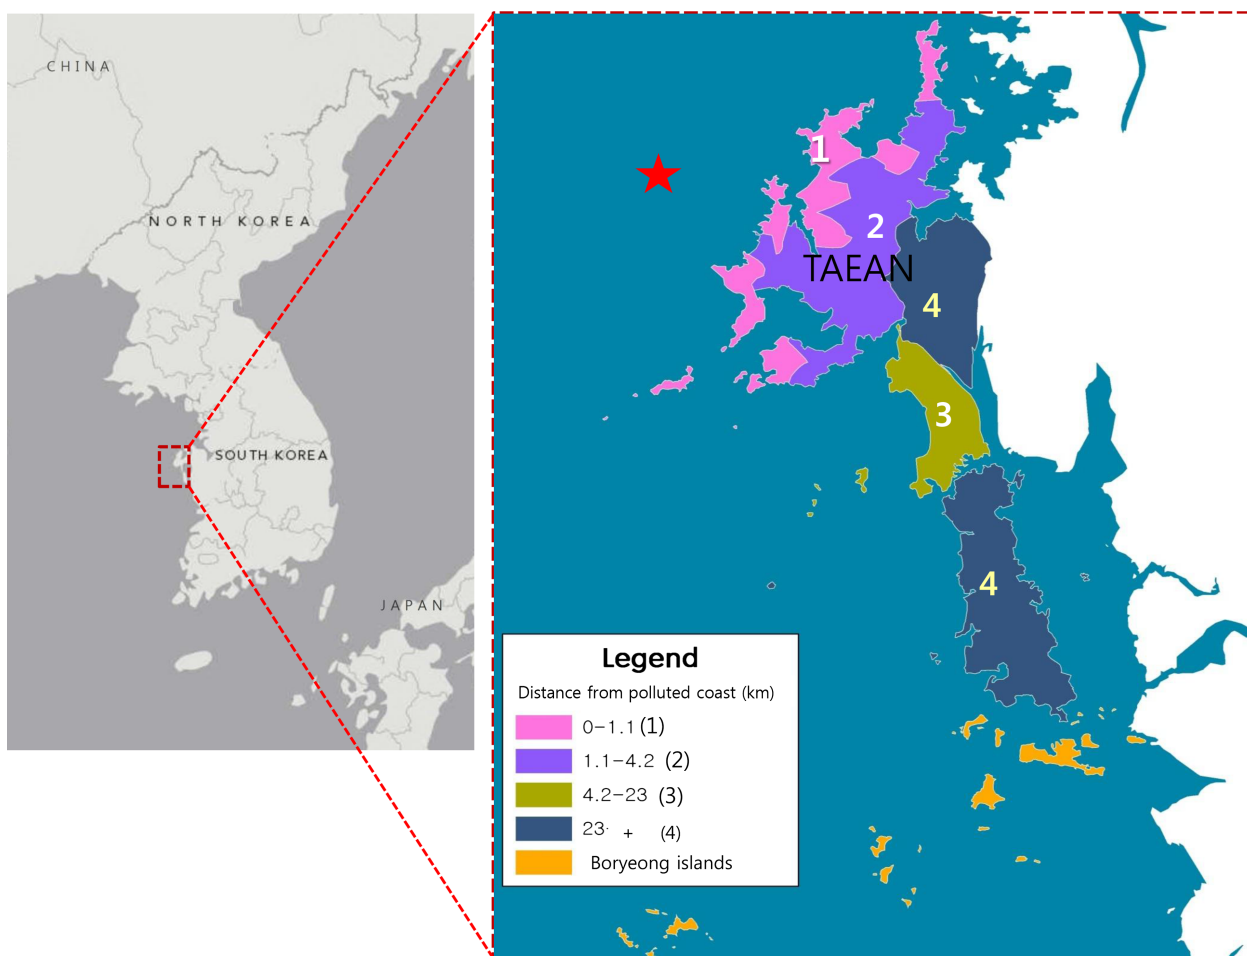 CHINA
NORTH KOREA
SOUTH KOREA
JAPAN
1
2
TAEAN
4
3
4
Legend
Distance from polluted coast (km)
0-1.1 (1)
1.1-4.2 (2)
4.2-23 (3)
23· + (4)
Boryeong islands